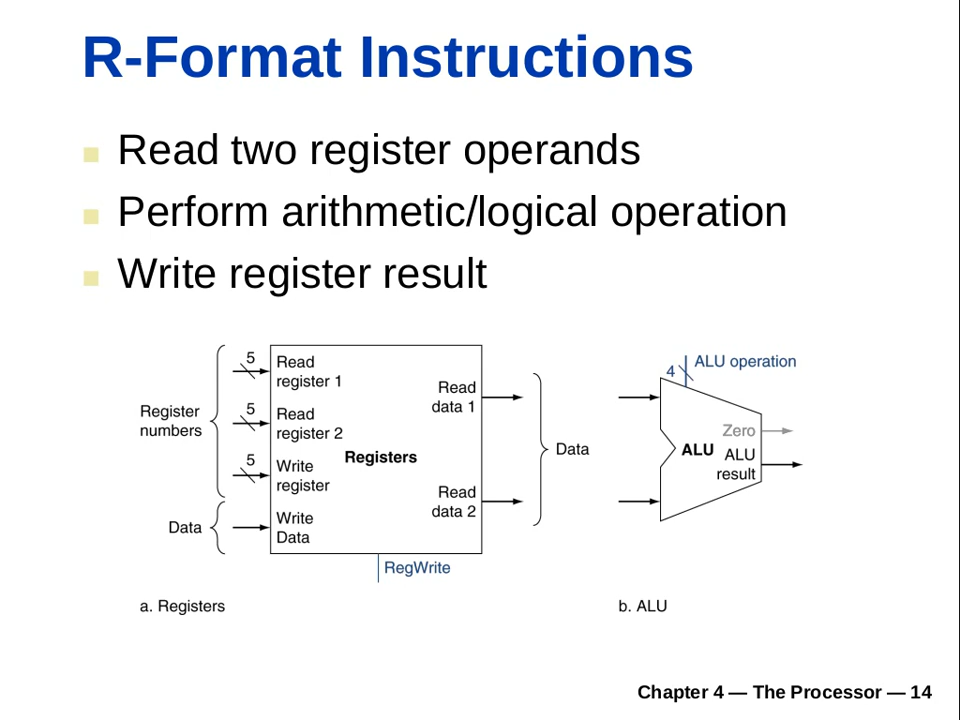 R-Format Instructions
Read two register operands
Perform arithmetic/logical operation
Write register result
Register
numbers
Data
5
5
5
Read
register 1
Read
register 2
Write
register
Write
Data
Registers
Read
data 1
Read
data 2
RegWrite
Data
4
ALU operation
ALU
Zero
ALU
result
a. Registers
b. ALU
Chapter 4 — The Processor — 14